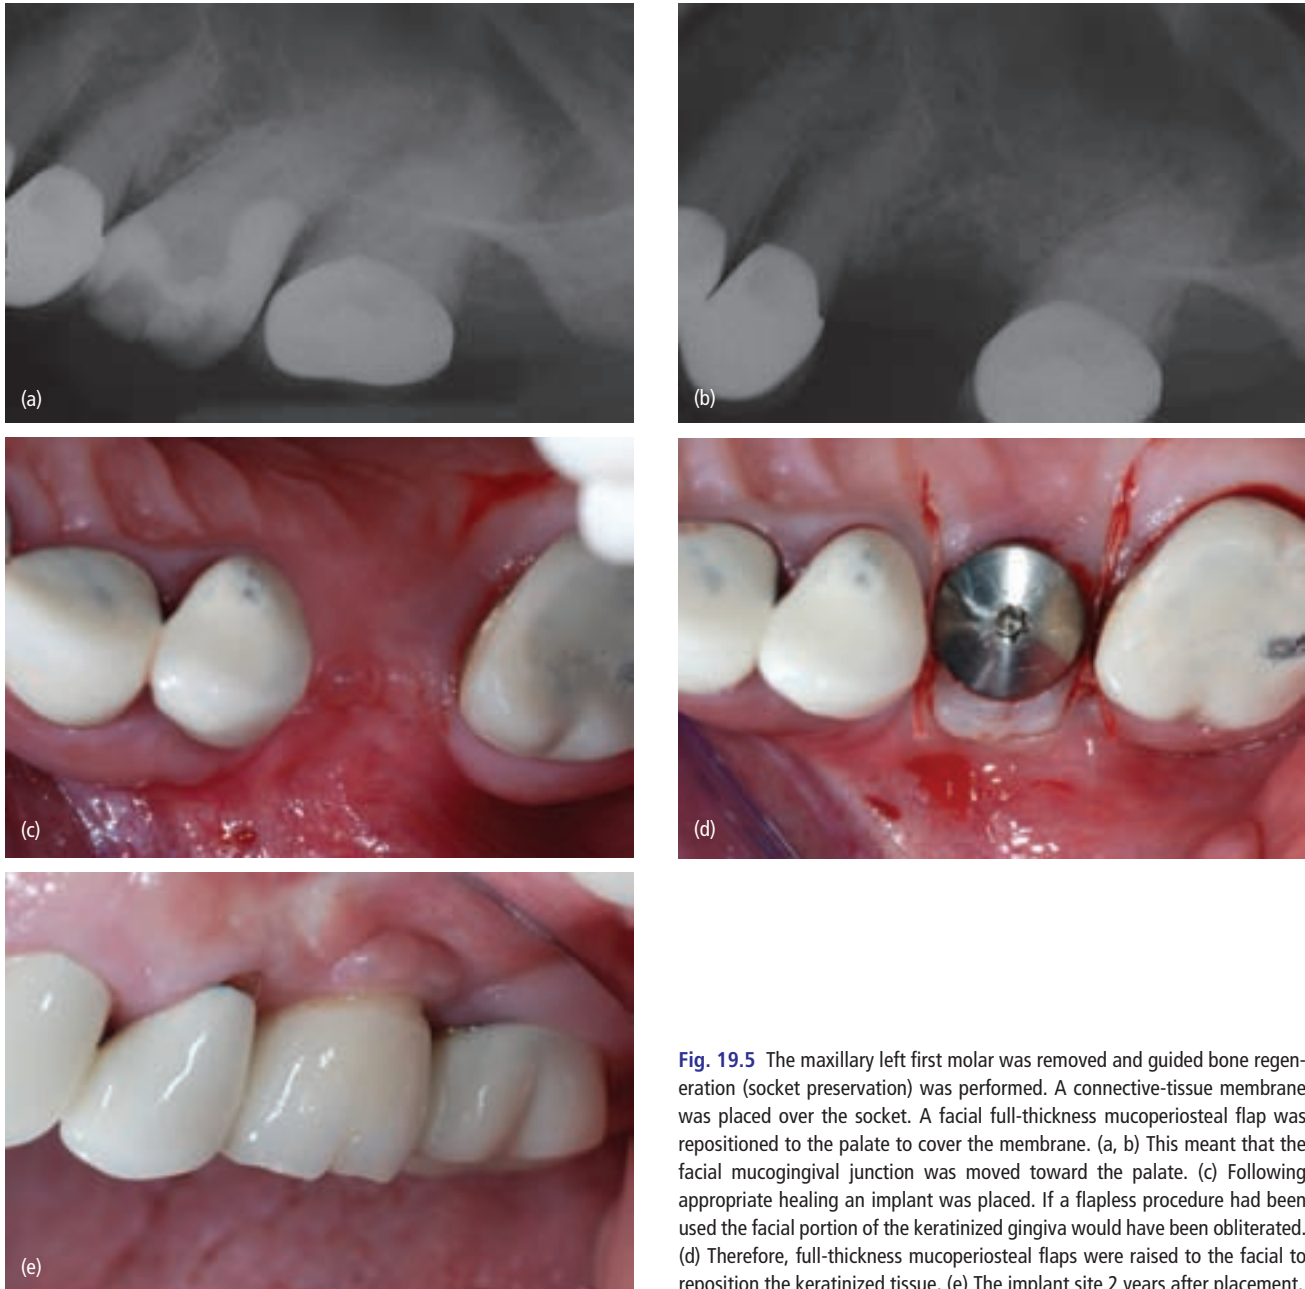 (a)
(b)
(c)
(d)
(e)
Fig. 19.5 The maxillary left first molar was removed and guided bone regen-
eration (socket preservation) was performed. A connective-tissue membrane
was placed over the socket. A facial full-thickness mucoperiosteal flap was
repositioned to the palate to cover the membrane. (a, b) This meant that the
facial mucogingival junction was moved toward the palate. (c) Following
appropriate healing an implant was placed. If a flapless procedure had been
used the facial portion of the keratinized gingiva would have been obliterated.
(d) Therefore, full-thickness mucoperiosteal flaps were raised to the facial to
reposition the keratinized tissue. (e) The implant site 2 years after placement.